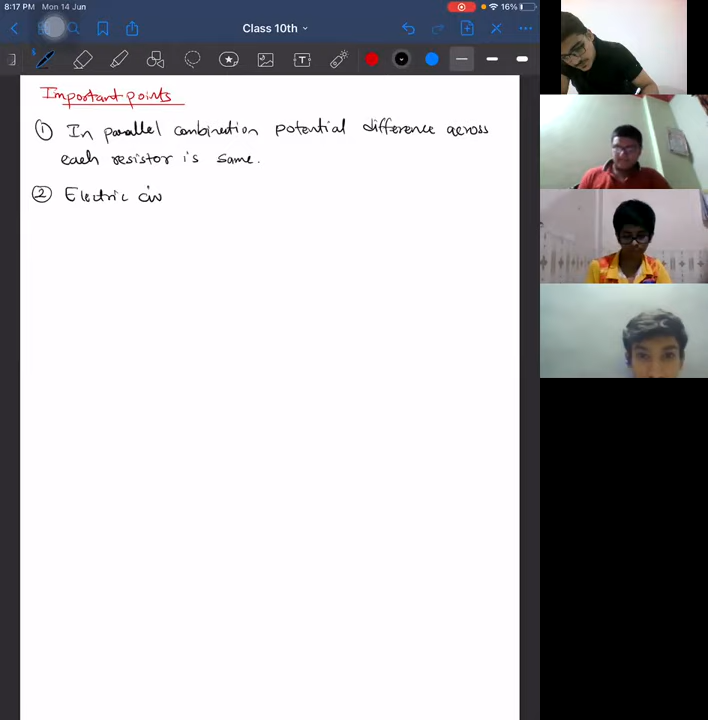 8:17 PM Mon 14 Jun
16%
Class 10th
T
Important points
① In parallel combination potential difference across
each resistor is same.
② Electric